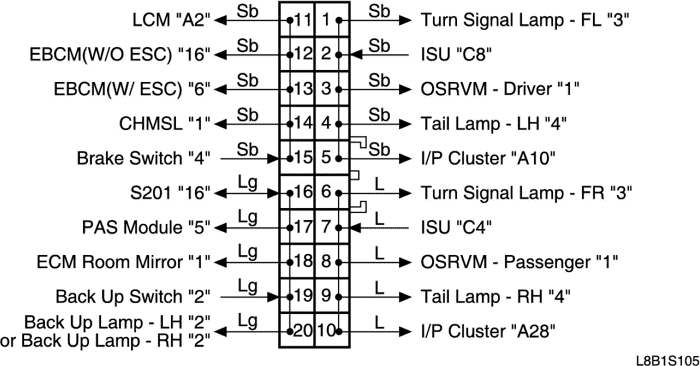 LCM "A2" Sb 11 1 Sb Turn Signal Lamp - FL "3"
EBCM(W/O ESC) "16" Sb 12 2 Sb ISU "C8"
EBCM(W/ ESC) "6" Sb 13 3 Sb OSRVM - Driver "1"
CHMSL "1" Sb 14 4 Sb Tail Lamp - LH "4"
Brake Switch "4" Sb 15 5 Sb I/P Cluster "A10"
S201 "16" Lg 16 6 L Turn Signal Lamp - FR "3"
PAS Module "5" Lg 17 7 L ISU "C4"
ECM Room Mirror "1" Lg 18 8 L OSRVM - Passenger "1"
Back Up Switch "2" Lg 19 9 L Tail Lamp - RH "4"
Back Up Lamp - LH "2" Lg 20 10 L I/P Cluster "A28"
or Back Up Lamp - RH "2"
L8B1S105